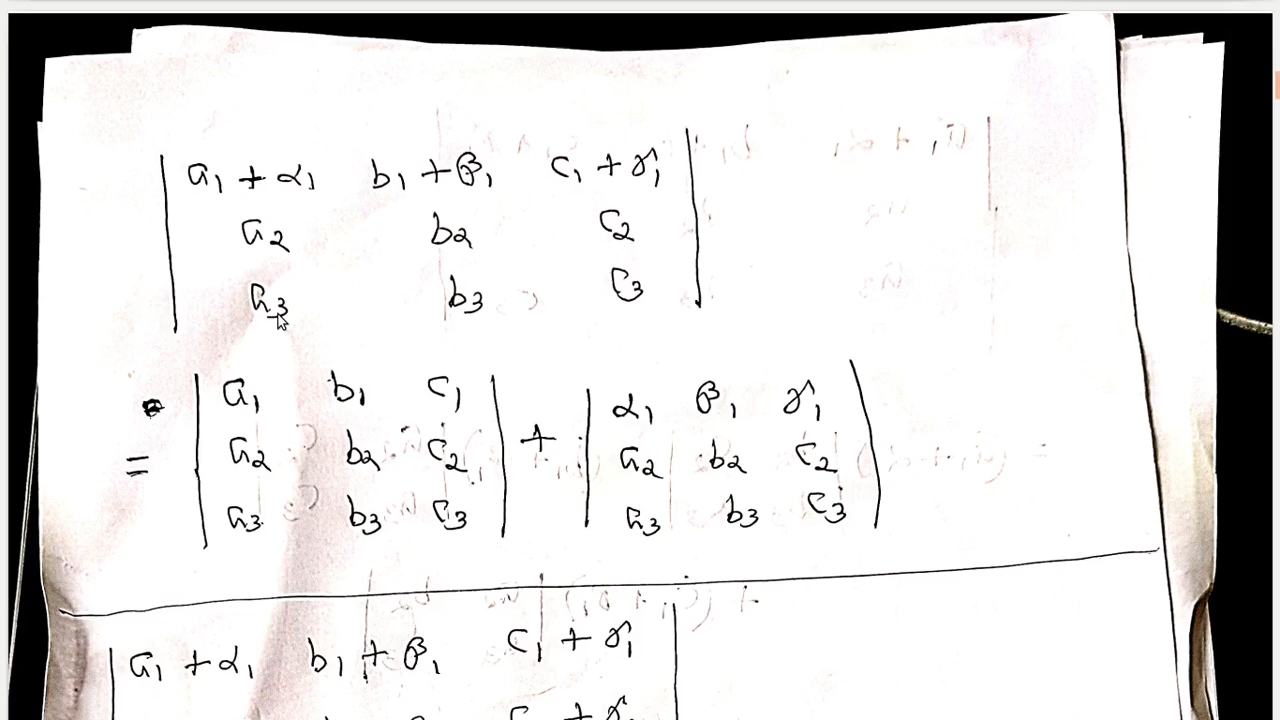 | a₁ + α₁ b₁ + β₁ c₁ + γ₁ |
| a₂ b₂ c₂ |
| a₃ b₃ c₃ |
= | a₁ b₁ c₁ | + | α₁ β₁ γ₁ |
| a₂ b₂ c₂ | | a₂ b₂ c₂ |
| a₃ b₃ c₃ | | a₃ b₃ c₃ |
| a₁ + α₁ b₁ + β₁ c₁ + γ₁ |